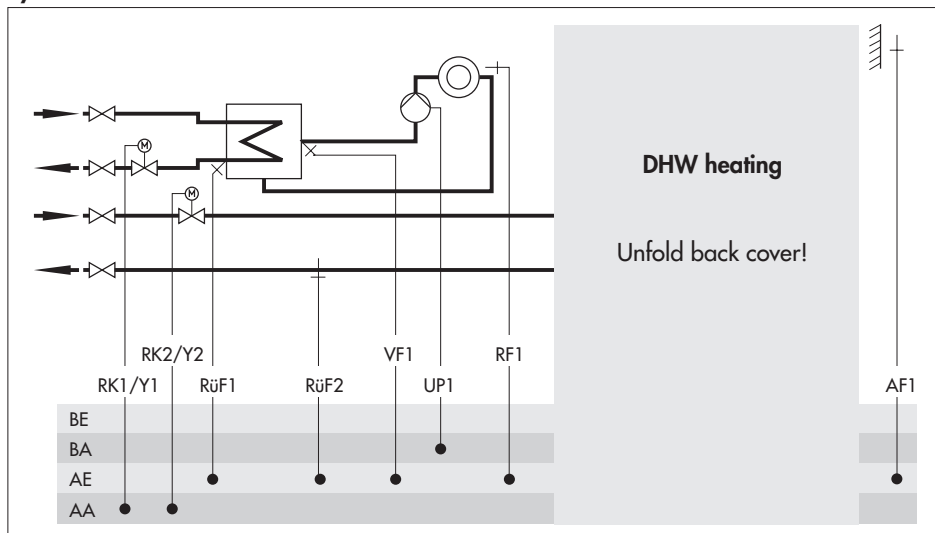 M
M
DHW heating
Unfold back cover!
RK2/Y2 VF1 RF1
RK1/Y1 RüF1 RüF2 UP1 AF1
BE
BA
AE
AA